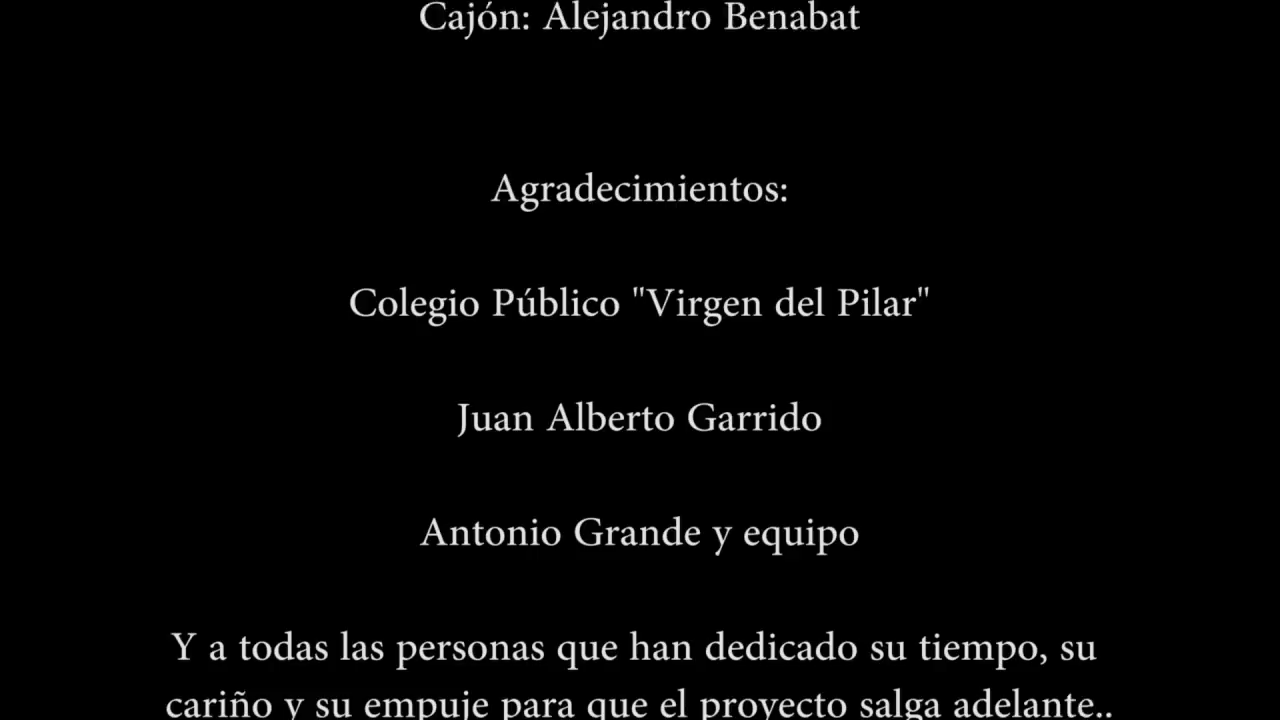 Cajón: Alejandro Benabat
Agradecimientos:
Colegio Público "Virgen del Pilar"
Juan Alberto Garrido
Antonio Grande y equipo
Y a todas las personas que han dedicado su tiempo, su
cariño y su empuje para que el proyecto salga adelante..